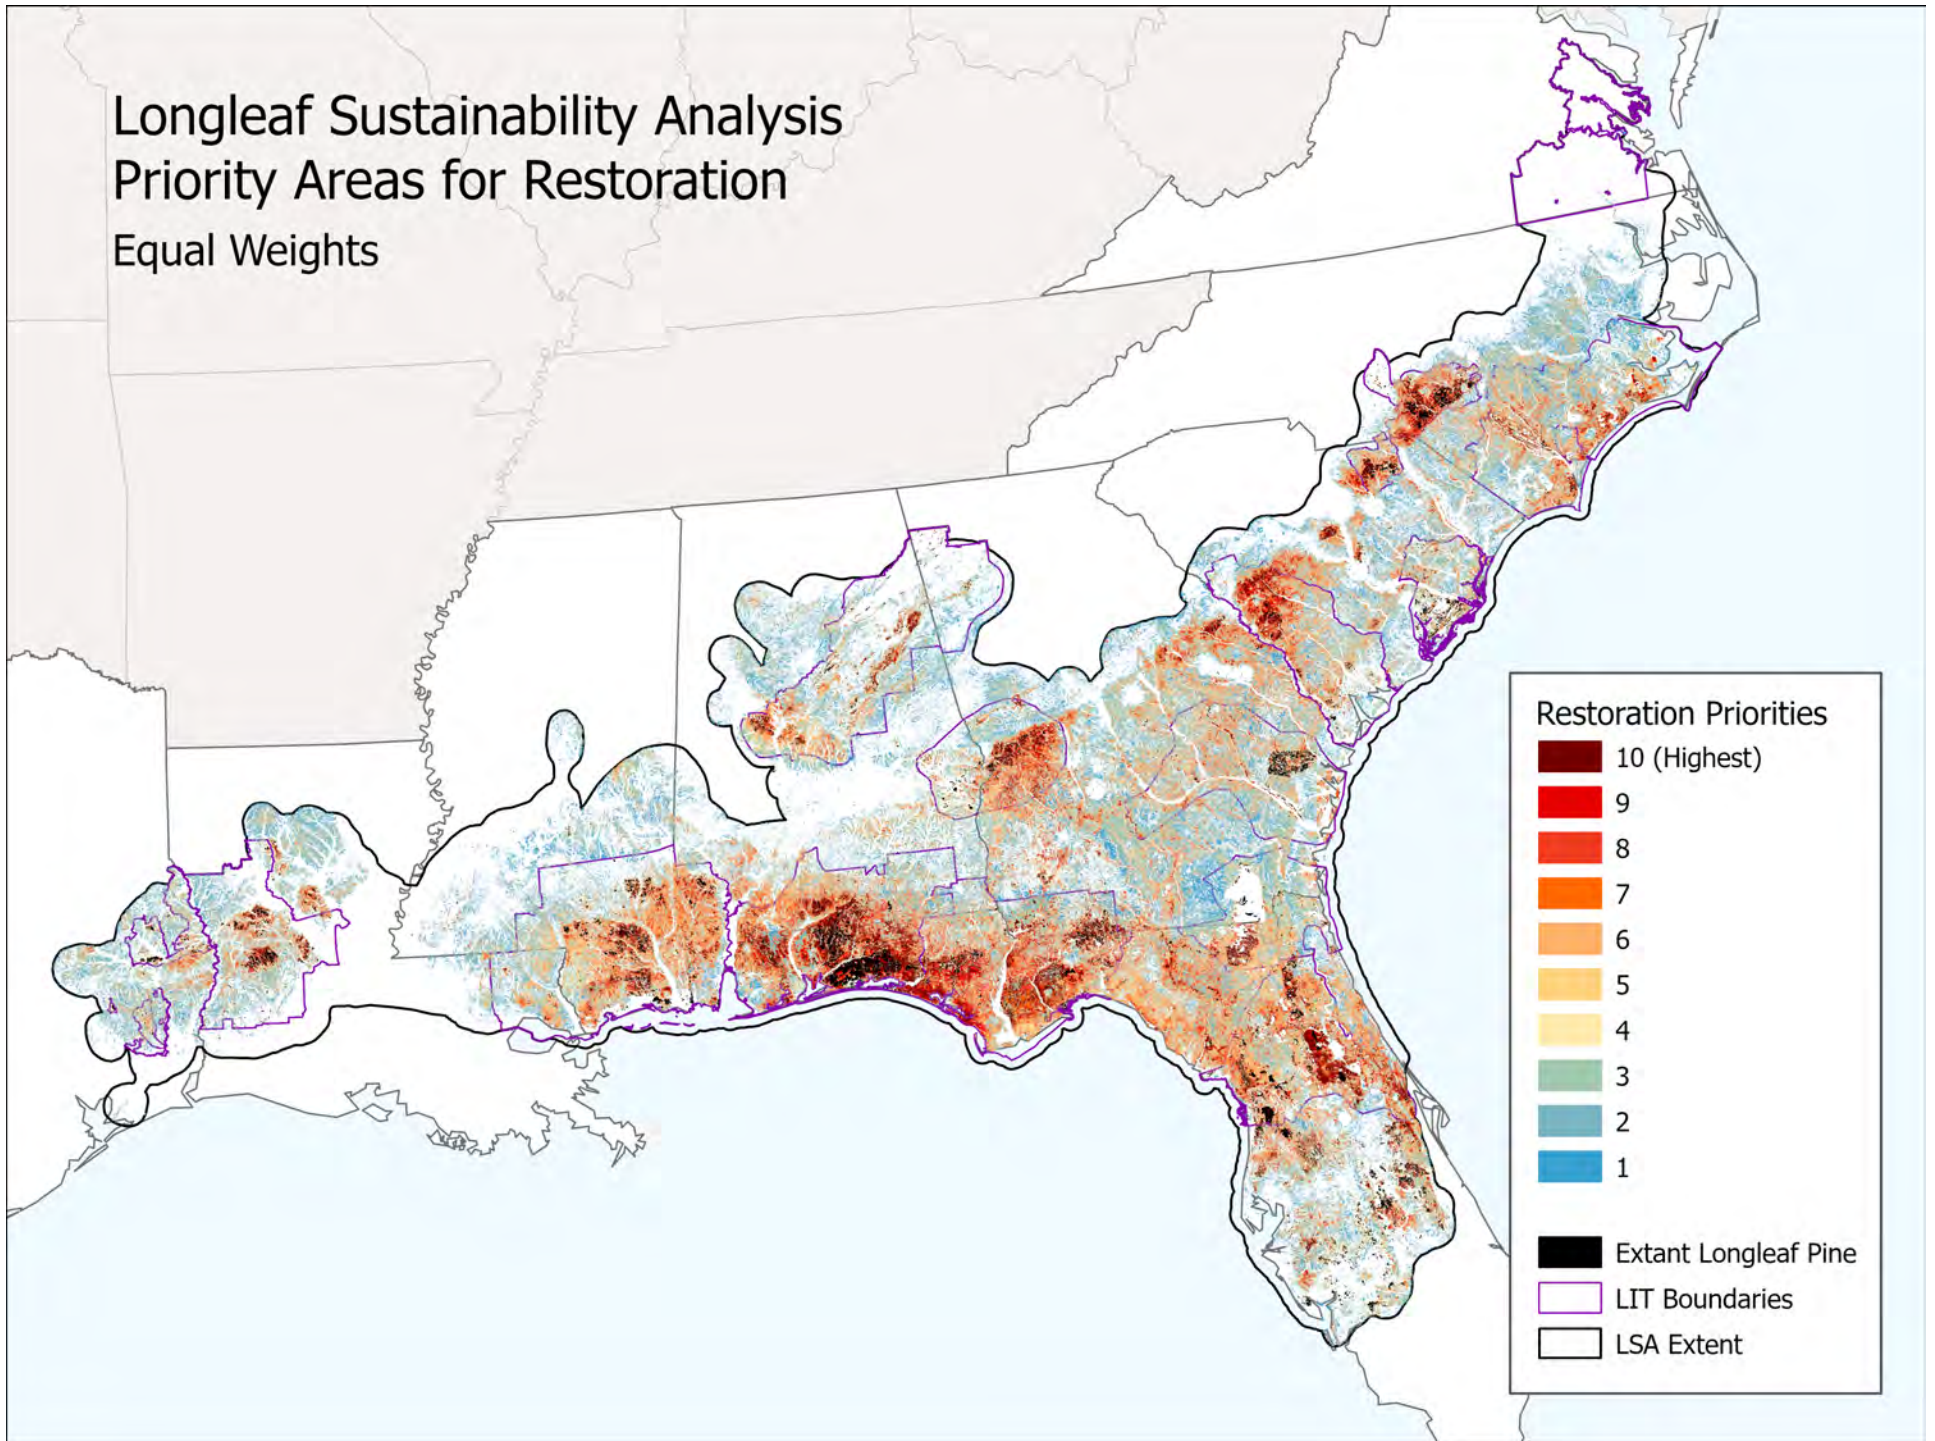 Longleaf Sustainability Analysis
Priority Areas for Restoration
Equal Weights
Restoration Priorities
10 (Highest)
9
8
7
6
5
4
3
2
1
Extant Longleaf Pine
LIT Boundaries
LSA Extent